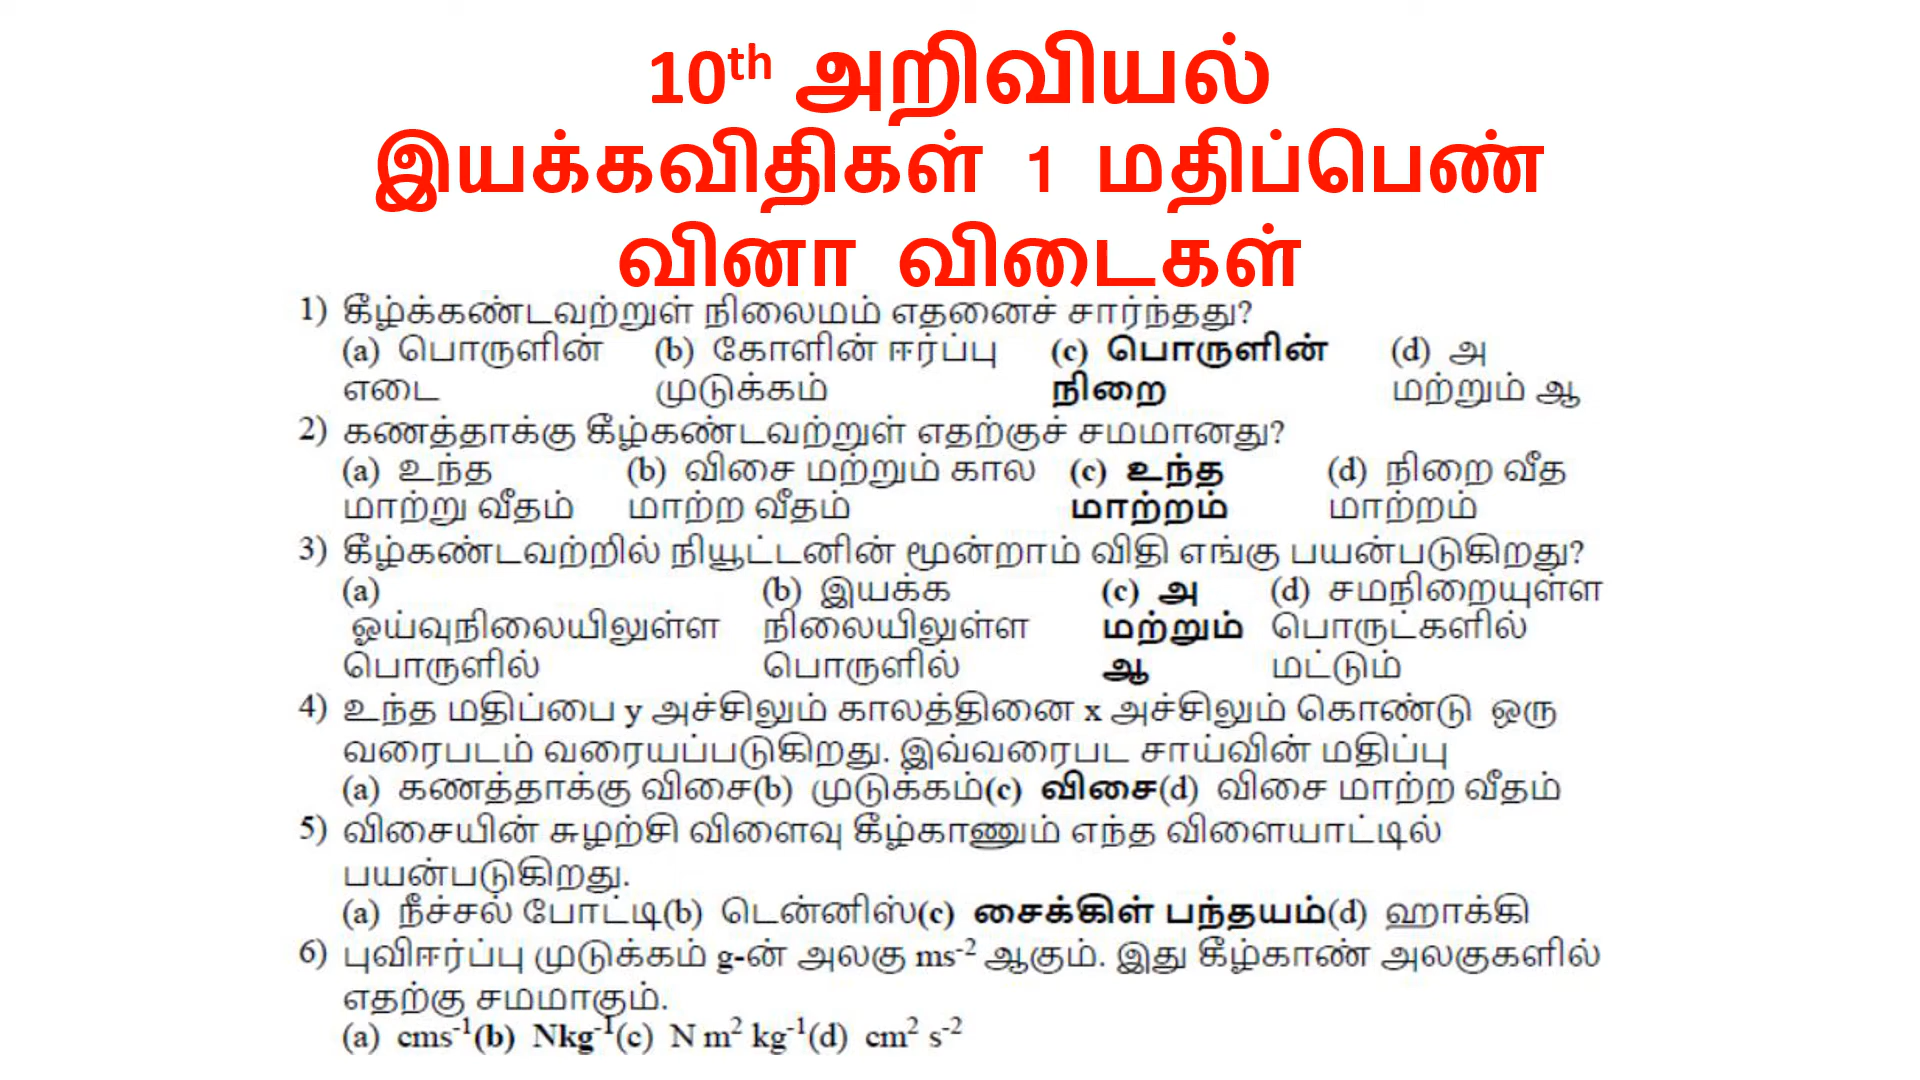 10th அறிவியல்
இயக்கவிதிகள் 1 மதிப்பெண்
வினா விடைகள்
1) கீழ்க்கண்டவற்றுள் நிலைமம் எதனைச் சார்ந்தது?
(a) பொருளின் (b) கோளின் ஈர்ப்பு (c) பொருளின் (d) அ
எடை முடுக்கம் நிறை மற்றும் ஆ
2) கணத்தாக்கு கீழ்கண்டவற்றுள் எதற்குச் சமமானது?
(a) உந்த (b) விசை மற்றும் கால (c) உந்த (d) நிறை வீத
மாற்று வீதம் மாற்ற வீதம் மாற்றம் மாற்றம்
3) கீழ்கண்டவற்றில் நியூட்டனின் மூன்றாம் விதி எங்கு பயன்படுகிறது?
(a) (b) இயக்க (c) அ (d) சமநிறையுள்ள
ஓய்வுநிலையிலுள்ள நிலையிலுள்ள மற்றும் பொருட்களில்
பொருளில் பொருளில் ஆ மட்டும்
4) உந்த மதிப்பை y அச்சிலும் காலத்தினை x அச்சிலும் கொண்டு ஒரு
வரைபடம் வரையப்படுகிறது. இவ்வரைபட சாய்வின் மதிப்பு
(a) கணத்தாக்கு விசை(b) முடுக்கம்(c) விசை(d) விசை மாற்ற வீதம்
5) விசையின் சுழற்சி விளைவு கீழ்காணும் எந்த விளையாட்டில்
பயன்படுகிறது.
(a) நீச்சல் போட்டி(b) டென்னிஸ்(c) சைக்கிள் பந்தயம்(d) ஹாக்கி
6) புவிஈர்ப்பு முடுக்கம் g-ன் அலகு ms⁻² ஆகும். இது கீழ்காண் அலகுகளில்
எதற்கு சமமாகும்.
(a) cms⁻¹(b) Nkg⁻¹(c) N m² kg⁻¹(d) cm² s⁻²